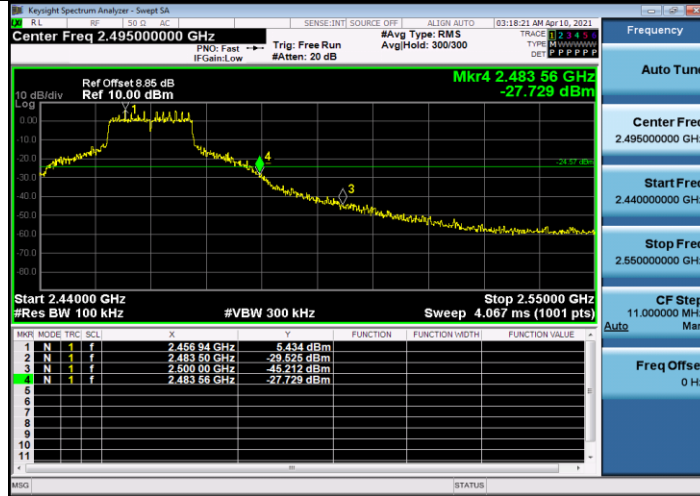 Keysight Spectrum Analyzer - Swept SA
RL RF 50 Ω AC SENSE:INT SOURCE OFF ALIGN AUTO 03:18:21 AM Apr 10, 2021
Center Freq 2.495000000 GHz
PNO: Fast
IFGain:Low
Trig: Free Run
#Atten: 20 dB
#Avg Type: RMS
Avg|Hold: 300/300
TRACE 1 2 3 4 5 6
TYPE M W W W W W
DET P P P P P P
Ref Offset 8.85 dB
Ref 10.00 dBm
10 dB/div
Log
Mkr4 2.483 56 GHz
-27.729 dBm
0.00
-10.0
-20.0
-30.0
-40.0
-50.0
-60.0
-70.0
-80.0
1
4
3
-24.57 dBm
Start 2.44000 GHz
Stop 2.55000 GHz
#Res BW 100 kHz
#VBW 300 kHz
Sweep 4.067 ms (1001 pts)
MKR MODE TRC SCL X Y FUNCTION FUNCTION WIDTH FUNCTION VALUE
1 N 1 f 2.456 94 GHz 5.434 dBm
2 N 1 f 2.483 50 GHz -29.525 dBm
3 N 1 f 2.500 00 GHz -45.212 dBm
4 N 1 f 2.483 56 GHz -27.729 dBm
5
6
7
8
9
10
11
MSG
STATUS
Frequency
Auto Tune
Center Freq
2.495000000 GHz
Start Freq
2.440000000 GHz
Stop Freq
2.550000000 GHz
CF Step
11.000000 MHz
Auto Man
Freq Offset
0 Hz